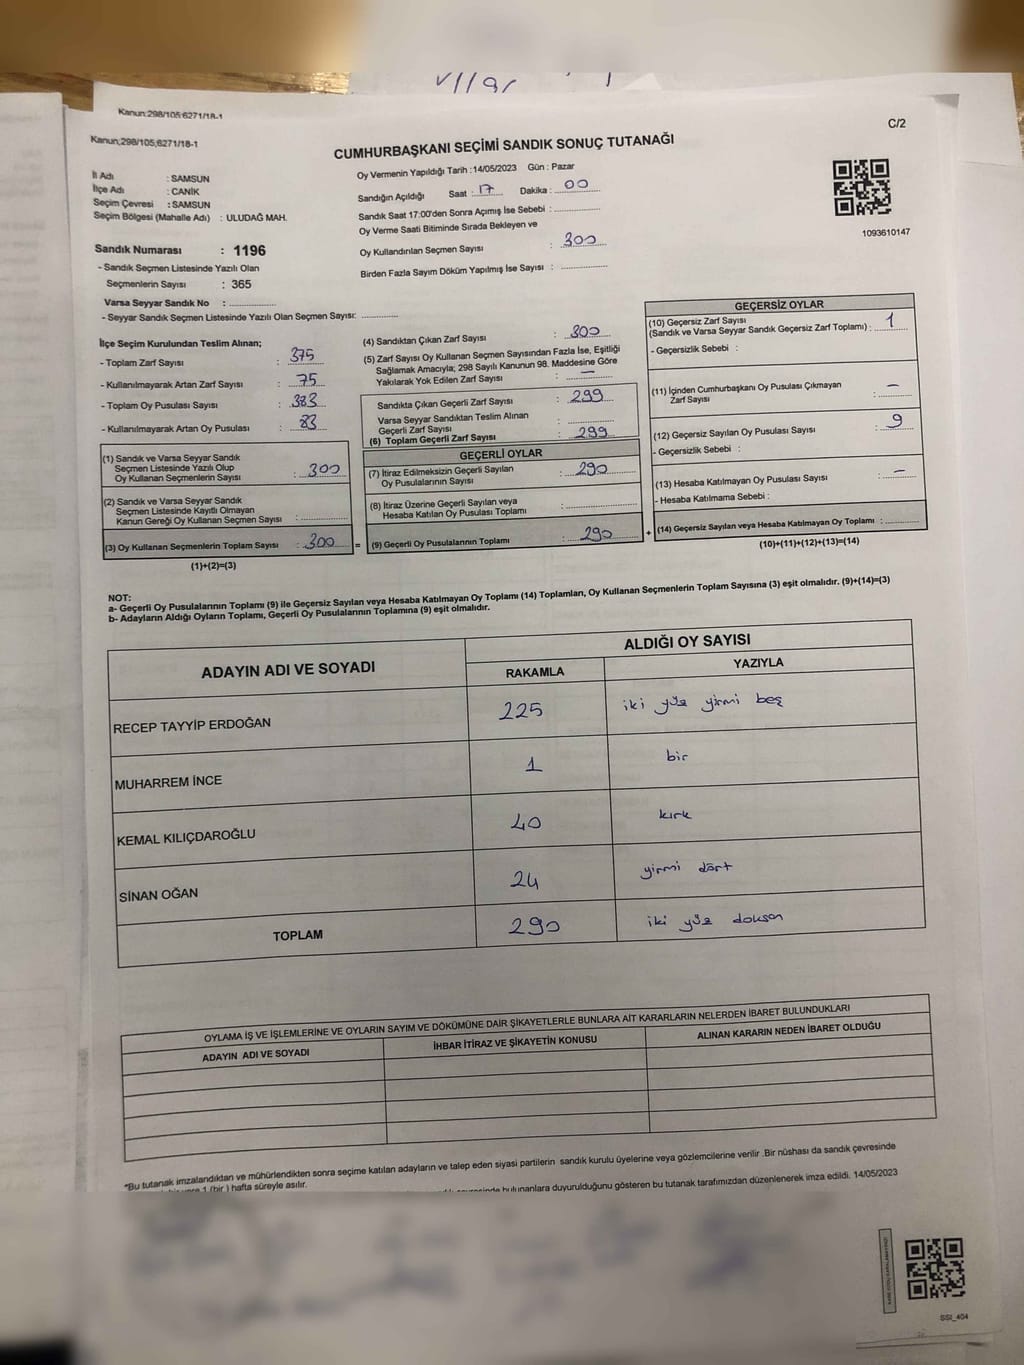 Kanun:298/105;6271/18-1
Kanun;298/105;6271/18-1
C/2
CUMHURBAŞKANI SEÇİMİ SANDIK SONUÇ TUTANAĞI
İl Adı : SAMSUN
İlçe Adı : CANİK
Seçim Çevresi : SAMSUN
Seçim Bölgesi (Mahalle Adı) : ULUDAĞ MAH.
Oy Vermenin Yapıldığı Tarih : 14/05/2023 Gün : Pazar
Sandığın Açıldığı Saat : 17 Dakika : 00
Sandık Saat 17:00'den Sonra Açmış İse Sebebi :
Oy Verme Saati Bitiminde Sırada Bekleyen ve
Oy Kullandırılan Seçmen Sayısı : 300
Birden Fazla Sayım Döküm Yapılmış İse Sayısı :
1093610147
Sandık Numarası : 1196
- Sandık Seçmen Listesinde Yazılı Olan
Seçmenlerin Sayısı : 365
Varsa Seyyar Sandık No :
- Seyyar Sandık Seçmen Listesinde Yazılı Olan Seçmen Sayısı:
İlçe Seçim Kurulundan Teslim Alınan;
- Toplam Zarf Sayısı : 375
- Kullanılmayarak Artan Zarf Sayısı : 75
- Toplam Oy Pusulası Sayısı : 383
- Kullanılmayarak Artan Oy Pusulası : 83
(1) Sandık ve Varsa Seyyar Sandık
Seçmen Listesinde Yazılı Olup
Oy Kullanan Seçmenlerin Sayısı : 300
(2) Sandık ve Varsa Seyyar Sandık
Seçmen Listesinde Kayıtlı Olmayan
Kanun Gereği Oy Kullanan Seçmen Sayısı :
(3) Oy Kullanan Seçmenlerin Toplam Sayısı : 300
(1)+(2)=(3)
=
(4) Sandıktan Çıkan Zarf Sayısı : 300
(5) Zarf Sayısı Oy Kullanan Seçmen Sayısından Fazla İse, Eşitliği
Sağlamak Amacıyla; 298 Sayılı Kanunun 98. Maddesine Göre
Yakılarak Yok Edilen Zarf Sayısı : —
Sandıkta Çıkan Geçerli Zarf Sayısı : 299
Varsa Seyyar Sandıktan Teslim Alınan
Geçerli Zarf Sayısı :
(6) Toplam Geçerli Zarf Sayısı : 299
GEÇERLİ OYLAR
(7) İtiraz Edilmeksizin Geçerli Sayılan
Oy Pusulalarının Sayısı : 290
(8) İtiraz Üzerine Geçerli Sayılan veya
Hesaba Katılan Oy Pusulası Toplamı :
(9) Geçerli Oy Pusulalarının Toplamı : 290
+
GEÇERSİZ OYLAR
(10) Geçersiz Zarf Sayısı
(Sandık ve Varsa Seyyar Sandık Geçersiz Zarf Toplamı) : 1
- Geçersizlik Sebebi :
(11) İçinden Cumhurbaşkanı Oy Pusulası Çıkmayan
Zarf Sayısı : —
(12) Geçersiz Sayılan Oy Pusulası Sayısı : 9
- Geçersizlik Sebebi :
(13) Hesaba Katılmayan Oy Pusulası Sayısı : —
- Hesaba Katılmama Sebebi :
(14) Geçersiz Sayılan veya Hesaba Katılmayan Oy Toplamı :
(10)+(11)+(12)+(13)=(14)
NOT:
a- Geçerli Oy Pusulalarının Toplamı (9) ile Geçersiz Sayılan veya Hesaba Katılmayan Oy Toplamı (14) Toplamları, Oy Kullanan Seçmenlerin Toplam Sayısına (3) eşit olmalıdır. (9)+(14)=(3)
b- Adayların Aldığı Oyların Toplamı, Geçerli Oy Pusulalarının Toplamına (9) eşit olmalıdır.
ADAYIN ADI VE SOYADI
ALDIĞI OY SAYISI
RAKAMLA YAZIYLA
RECEP TAYYİP ERDOĞAN 225 iki yüz yirmi beş
MUHARREM İNCE 1 bir
KEMAL KILIÇDAROĞLU 40 kırk
SİNAN OĞAN 24 yirmi dört
TOPLAM 290 iki yüz doksan
OYLAMA İŞ VE İŞLEMLERİNE VE OYLARIN SAYIM VE DÖKÜMÜNE DAİR ŞİKAYETLERLE BUNLARA AİT KARARLARIN NELERDEN İBARET BULUNDUKLARI
ADAYIN ADI VE SOYADI İHBAR İTİRAZ VE ŞİKAYETİN KONUSU ALINAN KARARIN NEDEN İBARET OLDUĞU
*Bu tutanak imzalandıktan ve mühürlendikten sonra seçime katılan adayların ve talep eden siyasi partilerin sandık kurulu üyelerine veya gözlemcilerine verilir .Bir nüshası da sandık çevresinde
1 (bir ) hafta süreyle asılır.
bulunanlara duyurulduğunu gösteren bu tutanak tarafımızdan düzenlenerek imza edildi. 14/05/2023
SSI_404